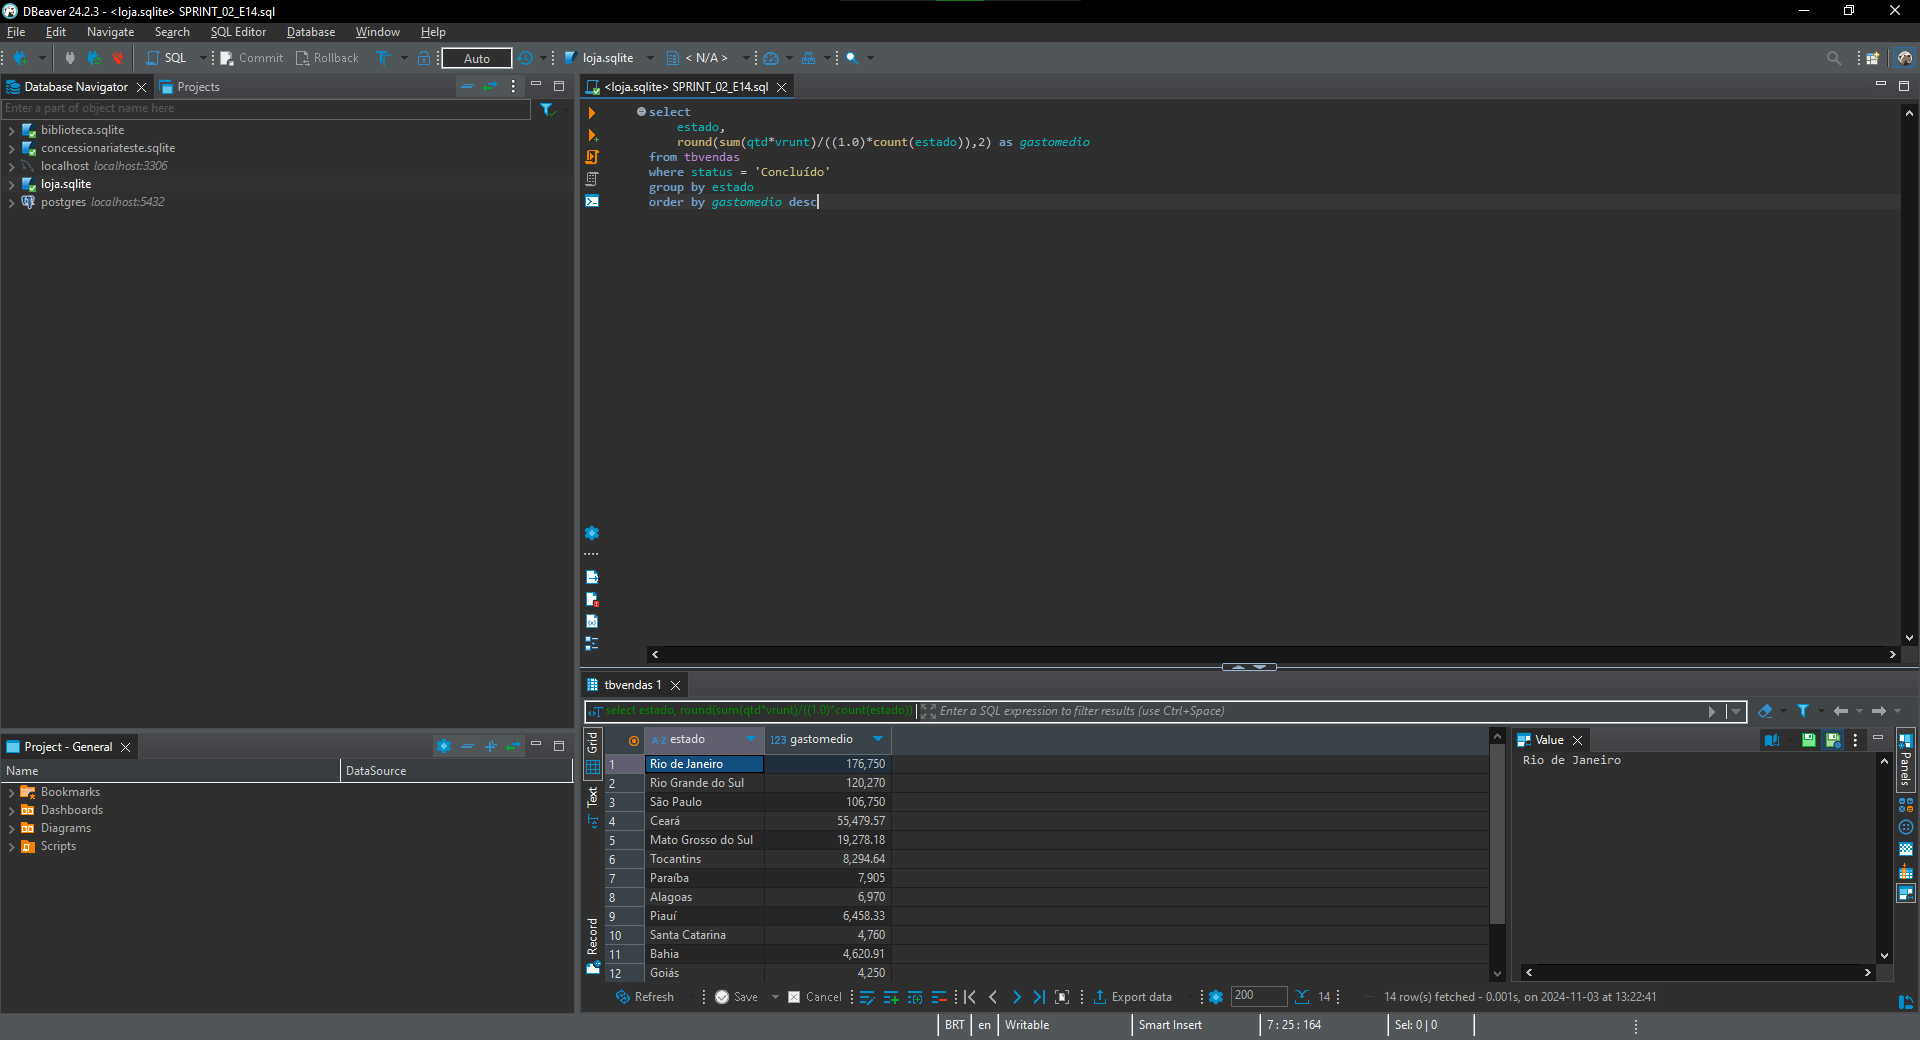 DBeaver 24.2.3 - <loja.sqlite> SPRINT_02_E14.sql
File Edit Navigate Search SQL Editor Database Window Help
SQL Commit Rollback Auto loja.sqlite < N/A >
Database Navigator Projects
Enter a part of object name here
biblioteca.sqlite
concessionariateste.sqlite
localhost localhost:3306
loja.sqlite
postgres localhost:5432
<loja.sqlite> SPRINT_02_E14.sql
select
estado,
round(sum(qtd*vrunt)/((1.0)*count(estado)),2) as gastomedio
from tbvendas
where status = 'Concluído'
group by estado
order by gastomedio desc
Project - General
Name DataSource
Bookmarks
Dashboards
Diagrams
Scripts
tbvendas 1
select estado, round(sum(qtd*vrunt)/((1.0)*count(estado)) Enter a SQL expression to filter results (use Ctrl+Space)
Grid
Text
Record
A-Z estado 123 gastomedio
1 Rio de Janeiro 176,750
2 Rio Grande do Sul 120,270
3 São Paulo 106,750
4 Ceará 55,479.57
5 Mato Grosso do Sul 19,278.18
6 Tocantins 8,294.64
7 Paraíba 7,905
8 Alagoas 6,970
9 Piauí 6,458.33
10 Santa Catarina 4,760
11 Bahia 4,620.91
12 Goiás 4,250
Value
Rio de Janeiro
Panels
Refresh Save Cancel Export data 200 14 14 row(s) fetched - 0.001s, on 2024-11-03 at 13:22:41
BRT en Writable Smart Insert 7 : 25 : 164 Sel: 0 | 0